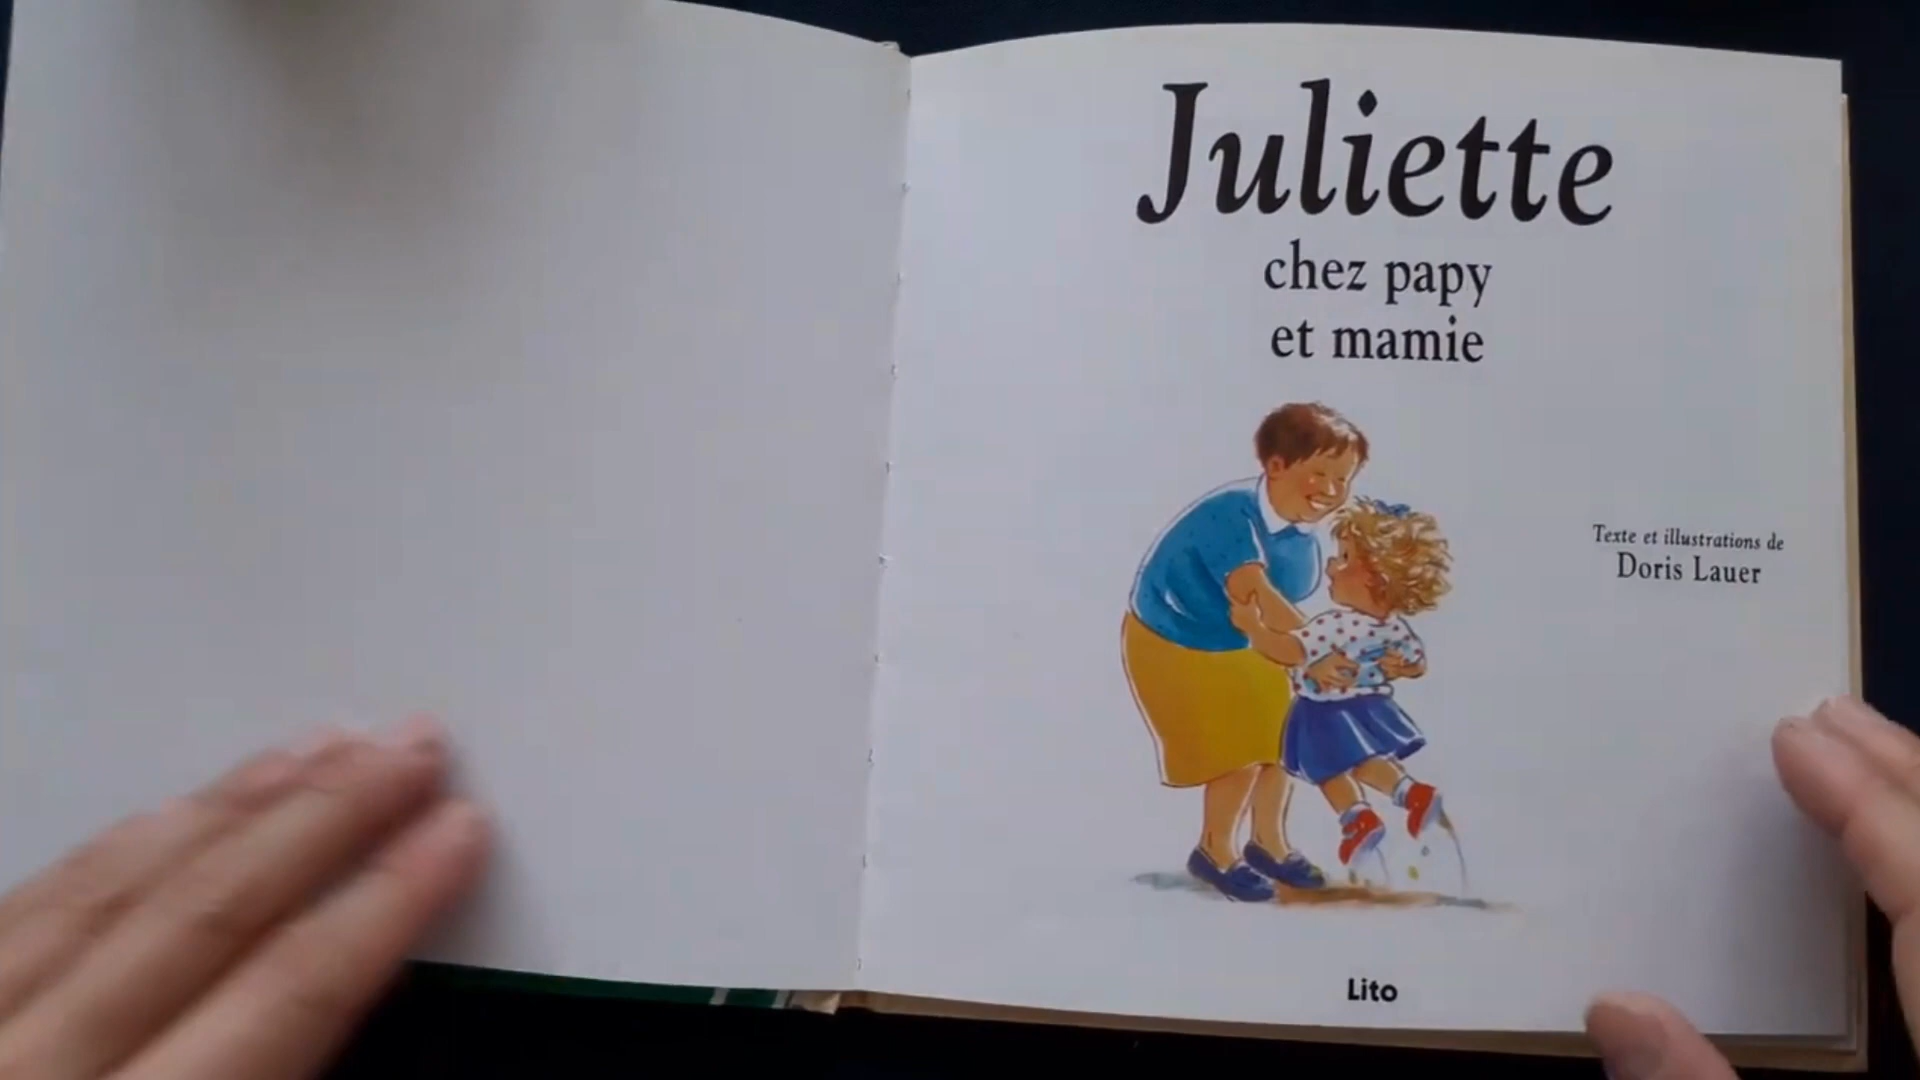 Juliette
chez papy
et mamie
Texte et illustrations de
Doris Lauer
Lito